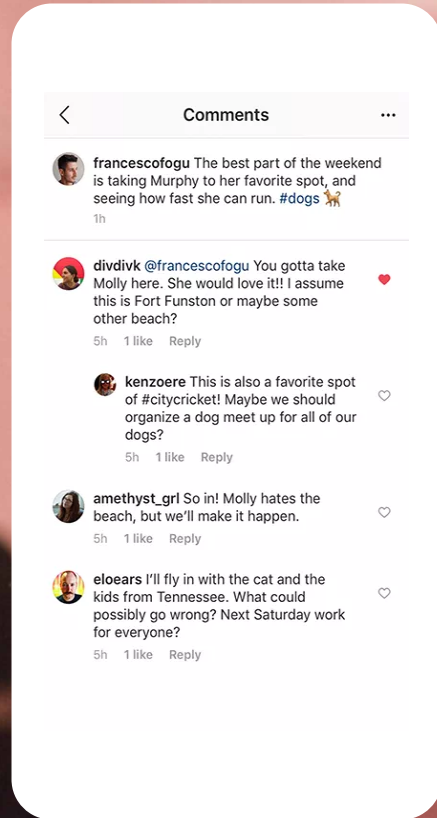 Comments
francescofogu The best part of the weekend
is taking Murphy to her favorite spot, and
seeing how fast she can run. #dogs 🐕
1h
divdivk @francescofogu You gotta take
Molly here. She would love it!! I assume
this is Fort Funston or maybe some
other beach?
5h 1 like Reply
kenzoere This is also a favorite spot
of #citycricket! Maybe we should
organize a dog meet up for all of our
dogs?
5h 1 like Reply
amethyst_grl So in! Molly hates the
beach, but we’ll make it happen.
5h 1 like Reply
eloears I’ll fly in with the cat and the
kids from Tennessee. What could
possibly go wrong? Next Saturday work
for everyone?
5h 1 like Reply